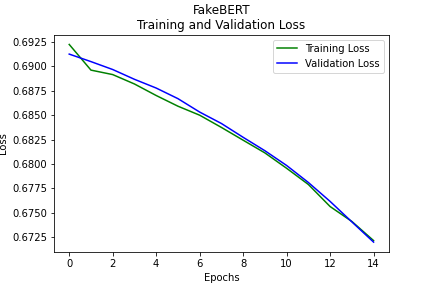 FakeBERT
Training and Validation Loss
Training Loss
Validation Loss
0.6925
0.6900
0.6875
0.6850
0.6825
0.6800
0.6775
0.6750
0.6725
Loss
0 2 4 6 8 10 12 14
Epochs